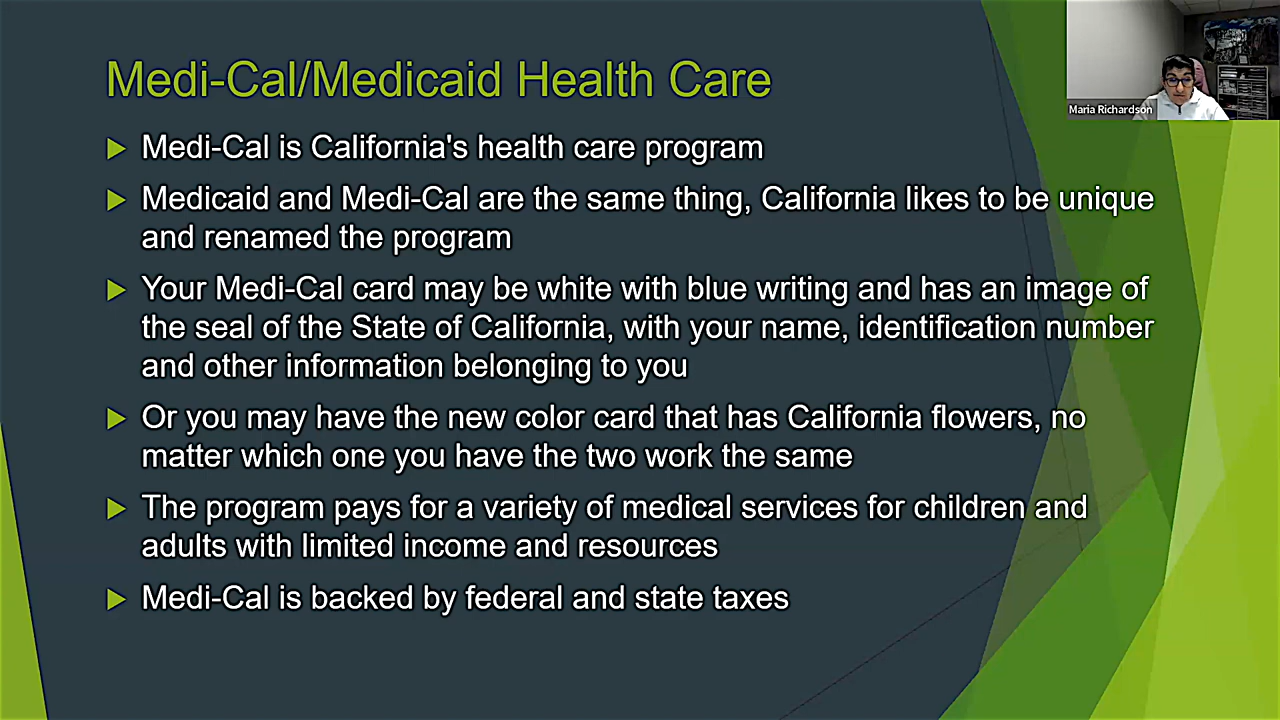 Medi-Cal/Medicaid Health Care
Maria Richardson
Medi-Cal is California's health care program
Medicaid and Medi-Cal are the same thing, California likes to be unique
and renamed the program
Your Medi-Cal card may be white with blue writing and has an image of
the seal of the State of California, with your name, identification number
and other information belonging to you
Or you may have the new color card that has California flowers, no
matter which one you have the two work the same
The program pays for a variety of medical services for children and
adults with limited income and resources
Medi-Cal is backed by federal and state taxes